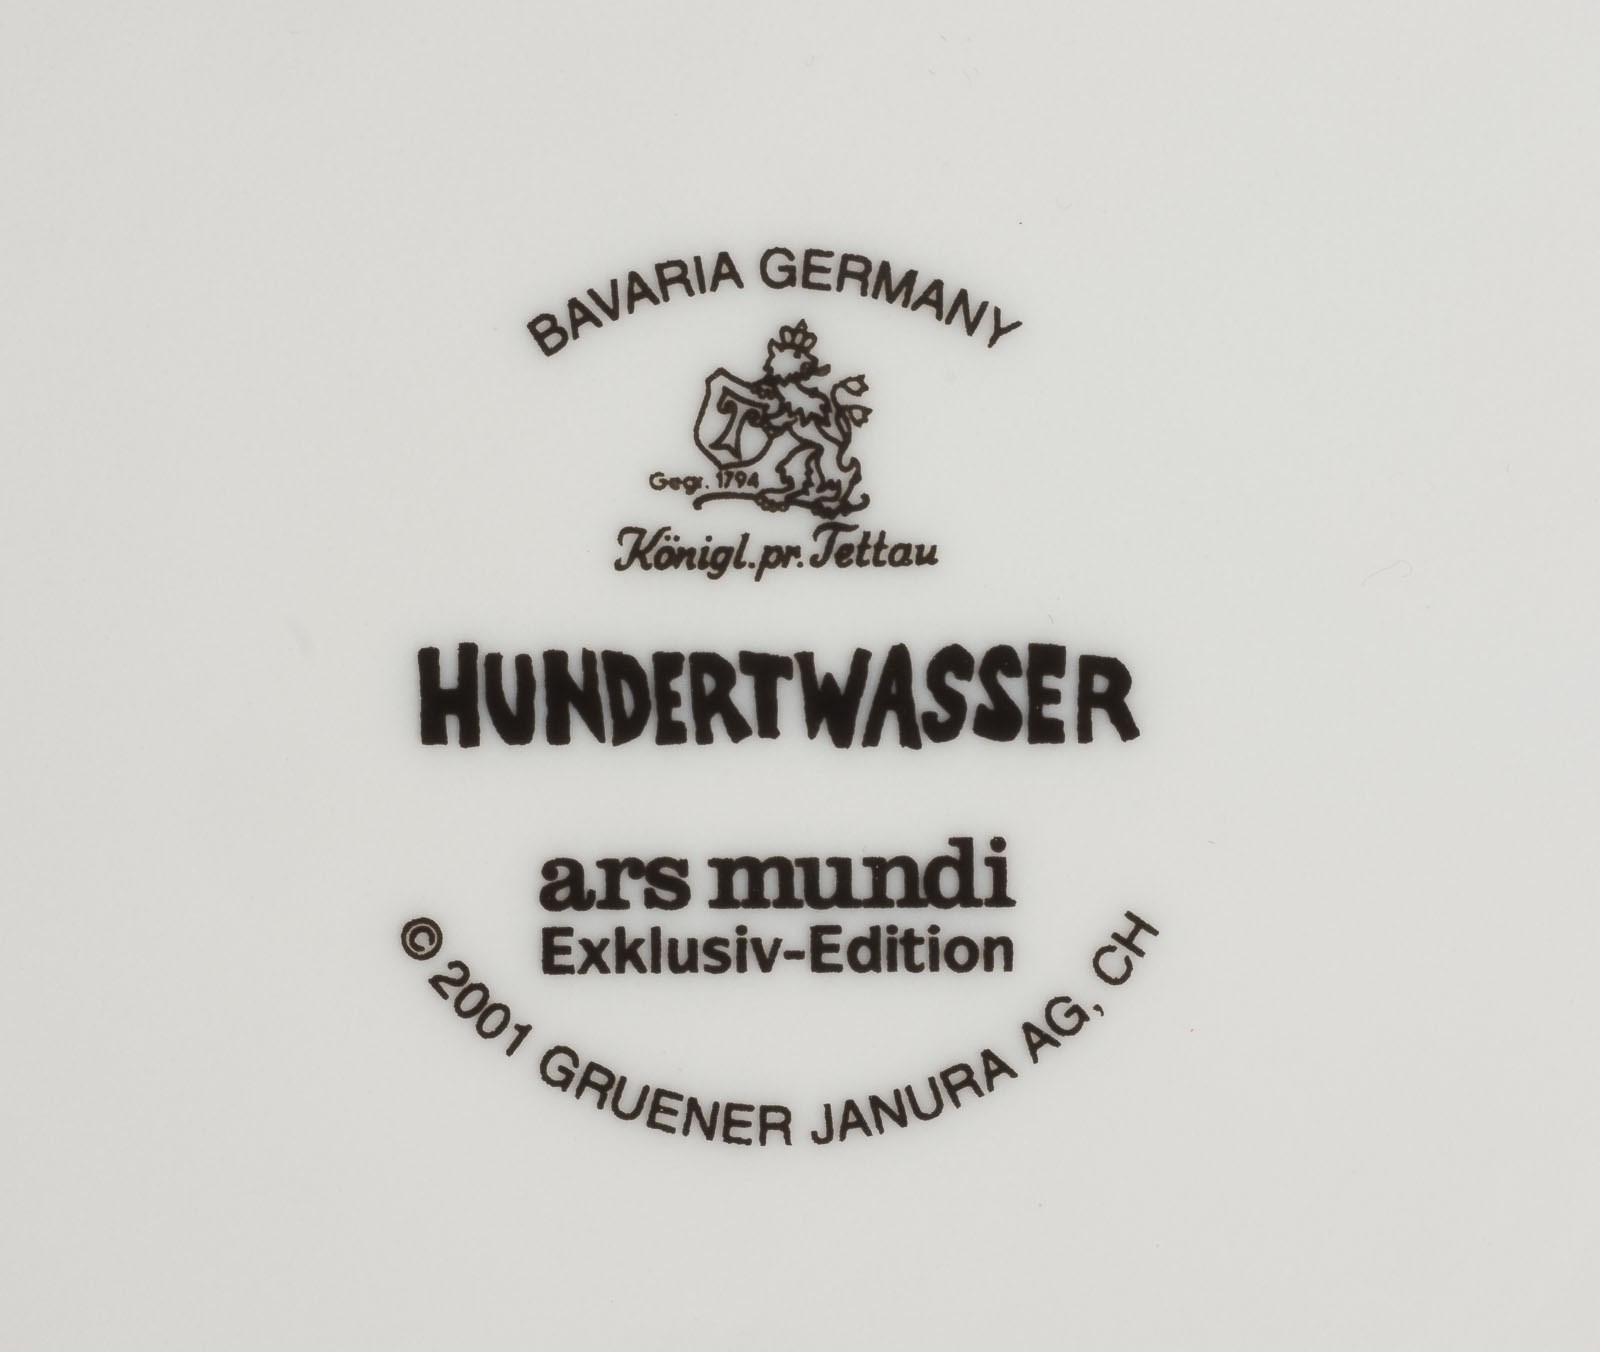 BAVARIA GERMANY
T
Gegr. 1794
Königl. pr. Tettau
HUNDERTWASSER
ars mundi
Exklusiv-Edition
© 2001 GRUENER JANURA AG, CH